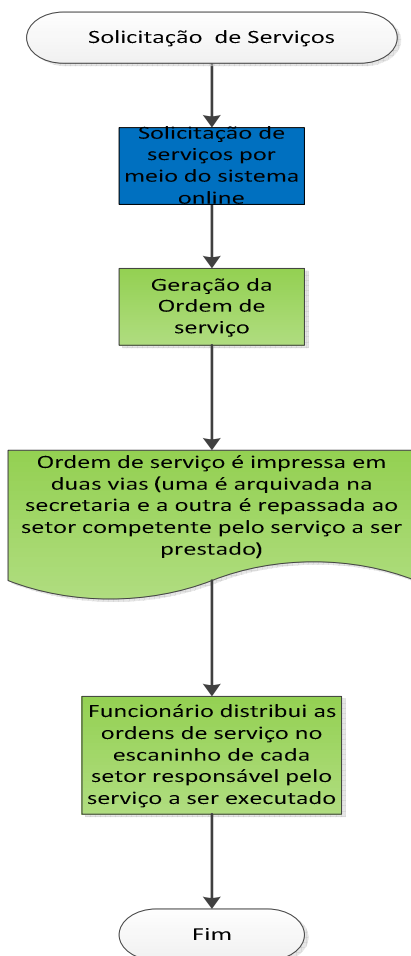 Solicitação de Serviços
Solicitação de
serviços por
meio do sistema
online
Geração da
Ordem de
serviço
Ordem de serviço é impressa em
duas vias (uma é arquivada na
secretaria e a outra é repassada ao
setor competente pelo serviço a ser
prestado)
Funcionário distribui as
ordens de serviço no
escaninho de cada
setor responsável pelo
serviço a ser executado
Fim